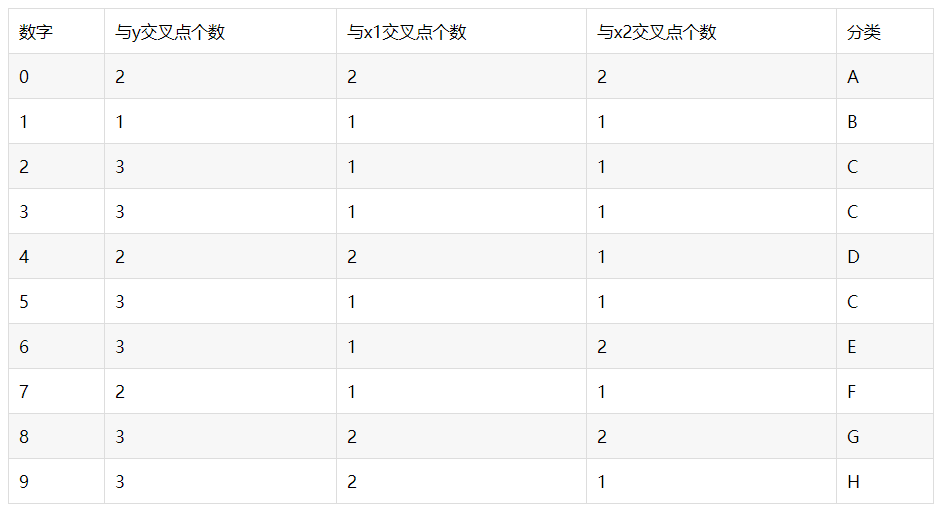 数字 与y交叉点个数 与x1交叉点个数 与x2交叉点个数 分类
0 2 2 2 A
1 1 1 1 B
2 3 1 1 C
3 3 1 1 C
4 2 2 1 D
5 3 1 1 C
6 3 1 2 E
7 2 1 1 F
8 3 2 2 G
9 3 2 1 H